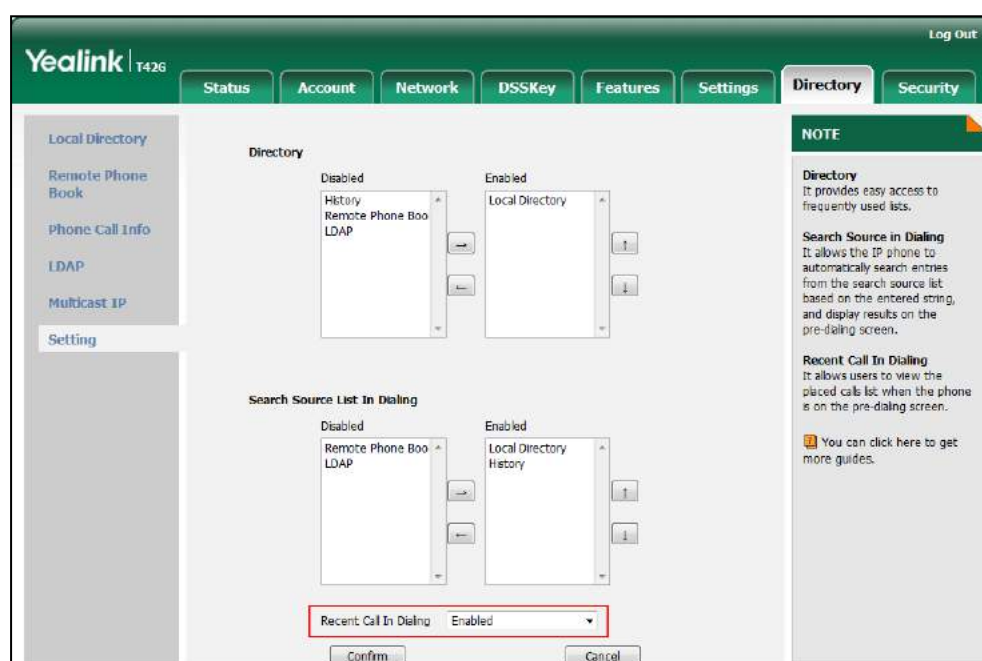 Log Out
Yealink T42G
Status Account Network DSSKey Features Settings Directory Security
Local Directory
Remote Phone
Book
Phone Call Info
LDAP
Multicast IP
Setting
Directory
Disabled Enabled
History
Remote Phone Boo
LDAP
Local Directory
Search Source List In Dialing
Disabled Enabled
Remote Phone Boo
LDAP
Local Directory
History
Recent Call In Dialing Enabled
Confirm Cancel
NOTE
Directory
It provides easy access to
frequently used lists.
Search Source in Dialing
It allows the IP phone to
automatically search entries
from the search source list
based on the entered string,
and display results on the
pre-dialing screen.
Recent Call In Dialing
It allows users to view the
placed calls list when the phone
is on the pre-dialing screen.
You can click here to get
more guides.